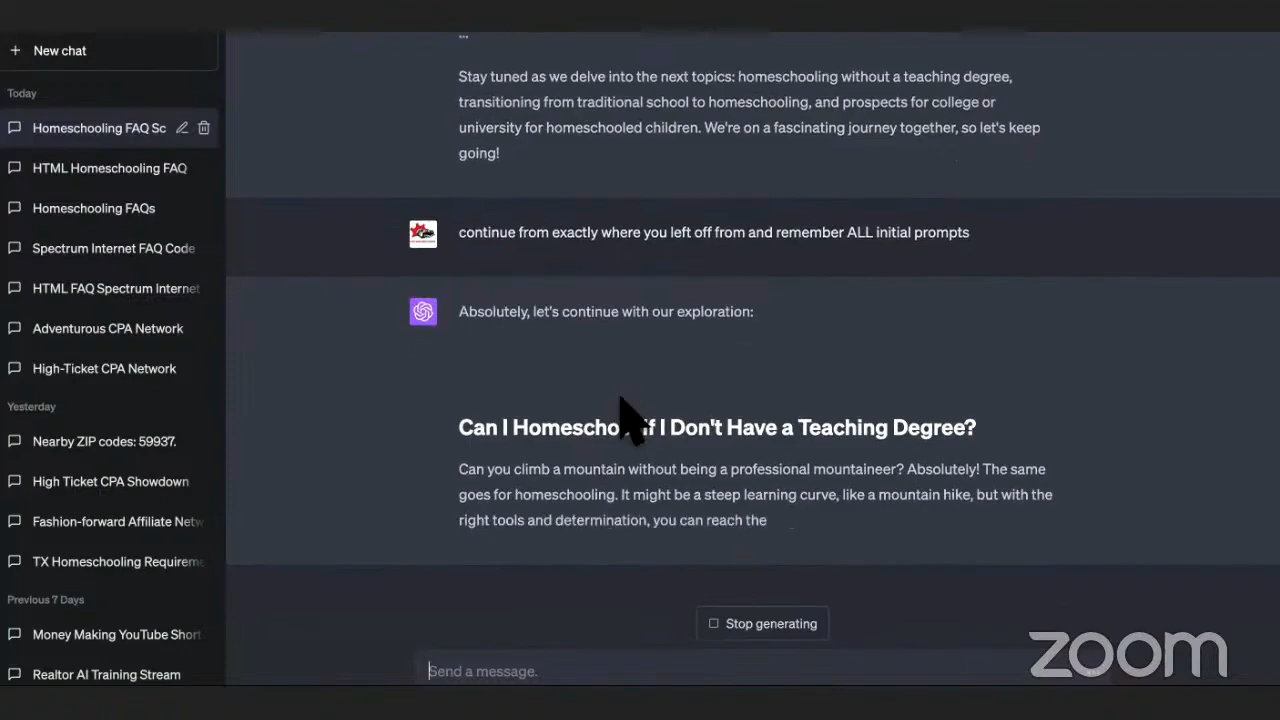 New chat
Today
Homeschooling FAQ Sc
HTML Homeschooling FAQ
Homeschooling FAQs
Spectrum Internet FAQ Code
HTML FAQ Spectrum Internet
Adventurous CPA Network
High-Ticket CPA Network
Yesterday
Nearby ZIP codes: 59937.
High Ticket CPA Showdown
Fashion-forward Affiliate Netw
TX Homeschooling Requireme
Previous 7 Days
Money Making YouTube Short
Realtor AI Training Stream
...
Stay tuned as we delve into the next topics: homeschooling without a teaching degree,
transitioning from traditional school to homeschooling, and prospects for college or
university for homeschooled children. We're on a fascinating journey together, so let's keep
going!
continue from exactly where you left off from and remember ALL initial prompts
Absolutely, let's continue with our exploration:
Can I Homescho if I Don't Have a Teaching Degree?
Can you climb a mountain without being a professional mountaineer? Absolutely! The same
goes for homeschooling. It might be a steep learning curve, like a mountain hike, but with the
right tools and determination, you can reach the
Stop generating
Send a message.
zoom